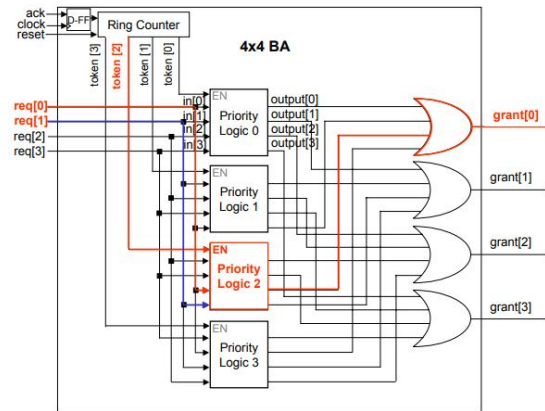 ack
clock
reset
D-FF
Ring Counter
4x4 BA
token [3]
token [2]
token [1]
token [0]
req[0]
req[1]
req[2]
req[3]
EN
in[0]
in[1]
in[2]
in[3]
Priority
Logic 0
output[0]
output[1]
output[2]
output[3]
EN
Priority
Logic 1
EN
Priority
Logic 2
EN
Priority
Logic 3
grant[0]
grant[1]
grant[2]
grant[3]